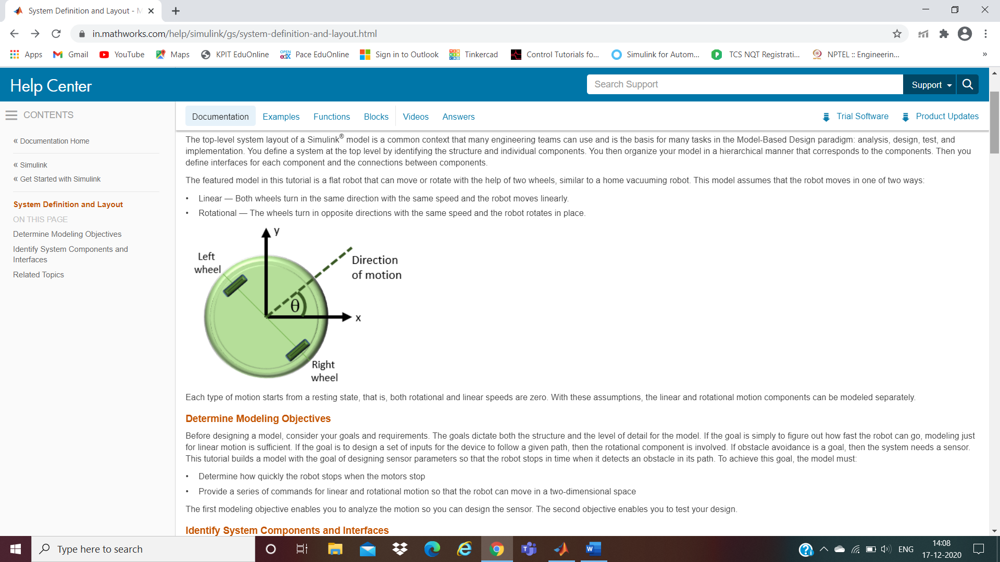 System Definition and Layout - M
in.mathworks.com/help/simulink/gs/system-definition-and-layout.html
Apps
Gmail
YouTube
Maps
KPIT EduOnline
OPEN edX
Pace EduOnline
Sign in to Outlook
Tinkercad
Control Tutorials fo...
Simulink for Autom...
TCS NQT Registrati...
NPTEL :: Engineerin...
»
Help Center
Search Support
Support
CONTENTS
Documentation
Examples
Functions
Blocks
Videos
Answers
Trial Software
Product Updates
« Documentation Home
« Simulink
« Get Started with Simulink
System Definition and Layout
ON THIS PAGE
Determine Modeling Objectives
Identify System Components and
Interfaces
Related Topics
The top-level system layout of a Simulink® model is a common context that many engineering teams can use and is the basis for many tasks in the Model-Based Design paradigm: analysis, design, test, and
implementation. You define a system at the top level by identifying the structure and individual components. You then organize your model in a hierarchical manner that corresponds to the components. Then you
define interfaces for each component and the connections between components.
The featured model in this tutorial is a flat robot that can move or rotate with the help of two wheels, similar to a home vacuuming robot. This model assumes that the robot moves in one of two ways:
• Linear — Both wheels turn in the same direction with the same speed and the robot moves linearly.
• Rotational — The wheels turn in opposite directions with the same speed and the robot rotates in place.
y
Left
wheel
Direction
of motion
θ
x
Right
wheel
Each type of motion starts from a resting state, that is, both rotational and linear speeds are zero. With these assumptions, the linear and rotational motion components can be modeled separately.
Determine Modeling Objectives
Before designing a model, consider your goals and requirements. The goals dictate both the structure and the level of detail for the model. If the goal is simply to figure out how fast the robot can go, modeling just
for linear motion is sufficient. If the goal is to design a set of inputs for the device to follow a given path, then the rotational component is involved. If obstacle avoidance is a goal, then the system needs a sensor.
This tutorial builds a model with the goal of designing sensor parameters so that the robot stops in time when it detects an obstacle in its path. To achieve this goal, the model must:
• Determine how quickly the robot stops when the motors stop
• Provide a series of commands for linear and rotational motion so that the robot can move in a two-dimensional space
The first modeling objective enables you to analyze the motion so you can design the sensor. The second objective enables you to test your design.
Identify System Components and Interfaces
Type here to search
ENG
14:08
17-12-2020